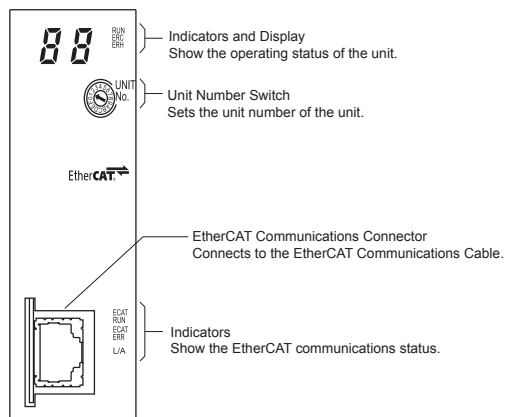 88
RUN
ERC
ERH
Indicators and Display
Show the operating status of the unit.
UNIT
No.
Unit Number Switch
Sets the unit number of the unit.
EtherCAT®
EtherCAT Communications Connector
Connects to the EtherCAT Communications Cable.
ECAT
RUN
ECAT
ERR
L/A
Indicators
Show the EtherCAT communications status.